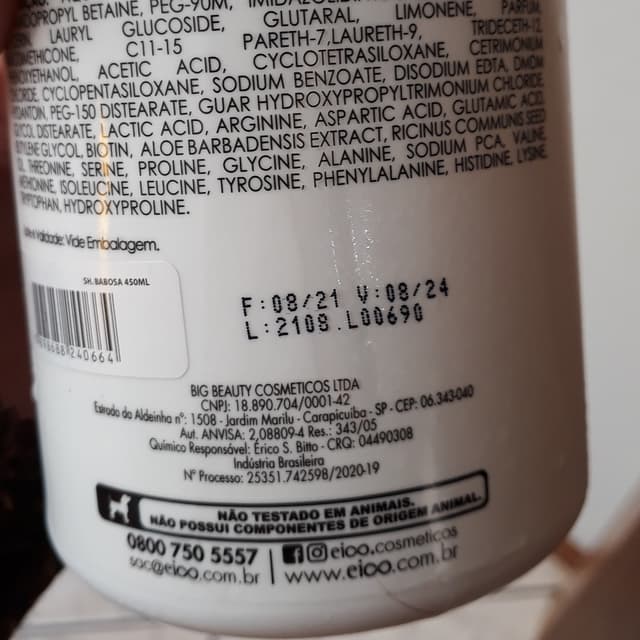 PROPYL BETAINE, PEG-90M,
LAURYL GLUCOSIDE, GLUTARAL, LIMONENE, PARFUM,
C11-15 PARETH-7,LAURETH-9, TRIDECETH-12,
ACETIC ACID, CYCLOTETRASILOXANE, CETRIMONIUM
CYCLOPENTASILOXANE, SODIUM BENZOATE, DISODIUM EDTA, DMDM
PEG-150 DISTEARATE, GUAR HYDROXYPROPYLTRIMONIUM CHLORIDE,
DISTEARATE, LACTIC ACID, ARGININE, ASPARTIC ACID, GLUTAMIC ACID,
GLYCOL, BIOTIN, ALOE BARBADENSIS EXTRACT, RICINUS COMMUNIS SEED
THREONINE, SERINE, PROLINE, GLYCINE, ALANINE, SODIUM PCA, VALINE,
ISOLEUCINE, LEUCINE, TYROSINE, PHENYLALANINE, HISTIDINE, LYSINE,
HYDROXYPROLINE.
Validade: Vide Embalagem.
SH. BABOSA 450ML
240664
F:08/21 V:08/24
L:2108.L00690
BIG BEAUTY COSMETICOS LTDA
CNPJ: 18.890.704/0001-42
Estrada da Aldeinha nº: 1508 - Jardim Marilu - Carapicuiba - SP - CEP: 06.343-040
Aut. ANVISA: 2,08809-4 Res.: 343/05
Químico Responsável: Érico S. Bitto - CRQ: 04490308
Indústria Brasileira
Nº Processo: 25351.742598/2020-19
NÃO TESTADO EM ANIMAIS.
NÃO POSSUI COMPONENTES DE ORIGEM ANIMAL.
0800 750 5557 | eioo.cosmeticos
sac@eioo.com.br | www.eioo.com.br